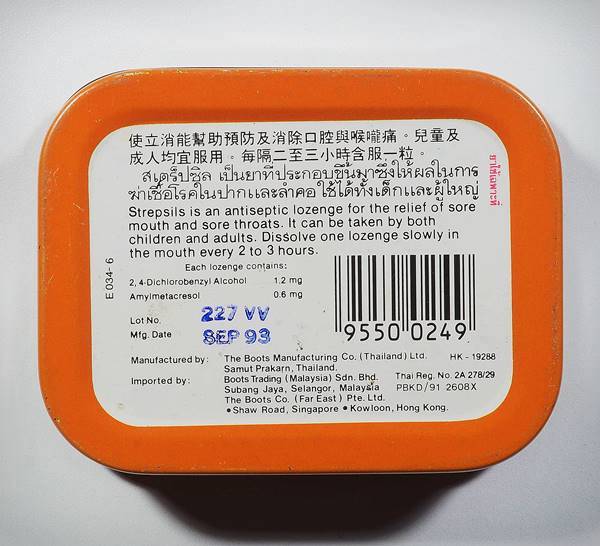 使立消能幫助預防及消除口腔與喉嚨痛。兒童及
成人均宜服用。每隔二至三小時含服一粒。
สเตร็ปซิล เป็นยาที่ประกอบขึ้นมาซึ่งให้ผลในการ
ฆ่าเชื้อโรคในปากและลำคอ ใช้ได้ทั้งเด็กและผู้ใหญ่
Strepsils is an antiseptic lozenge for the relief of sore
mouth and sore throats. It can be taken by both
children and adults. Dissolve one lozenge slowly in
the mouth every 2 to 3 hours.
Each lozenge contains:
2, 4-Dichlorobenzyl Alcohol 1.2 mg
Amylmetacresol 0.6 mg
Lot No. 227 VV
Mfg. Date SEP 93
9550 0249
E 034-6
Manufactured by: The Boots Manufacturing Co. (Thailand) Ltd. HK - 19288
Samut Prakarn, Thailand.
Imported by: Boots Trading (Malaysia) Sdn. Bhd. Thai Reg. No. 2A 278/29
Subang Jaya, Selangor, Malaysia PBKD/91 2608X
The Boots Co. (Far East) Pte. Ltd.
• Shaw Road, Singapore • Kowloon, Hong Kong.